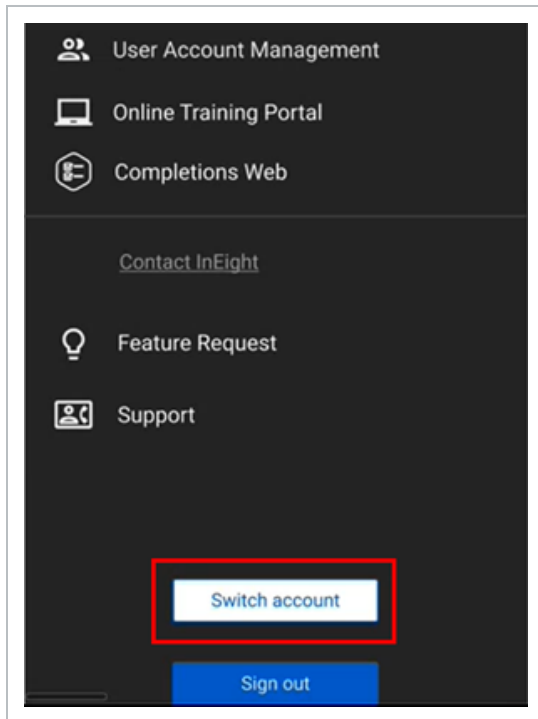 User Account Management
Online Training Portal
Completions Web
Contact InEight
Feature Request
Support
Switch account
Sign out